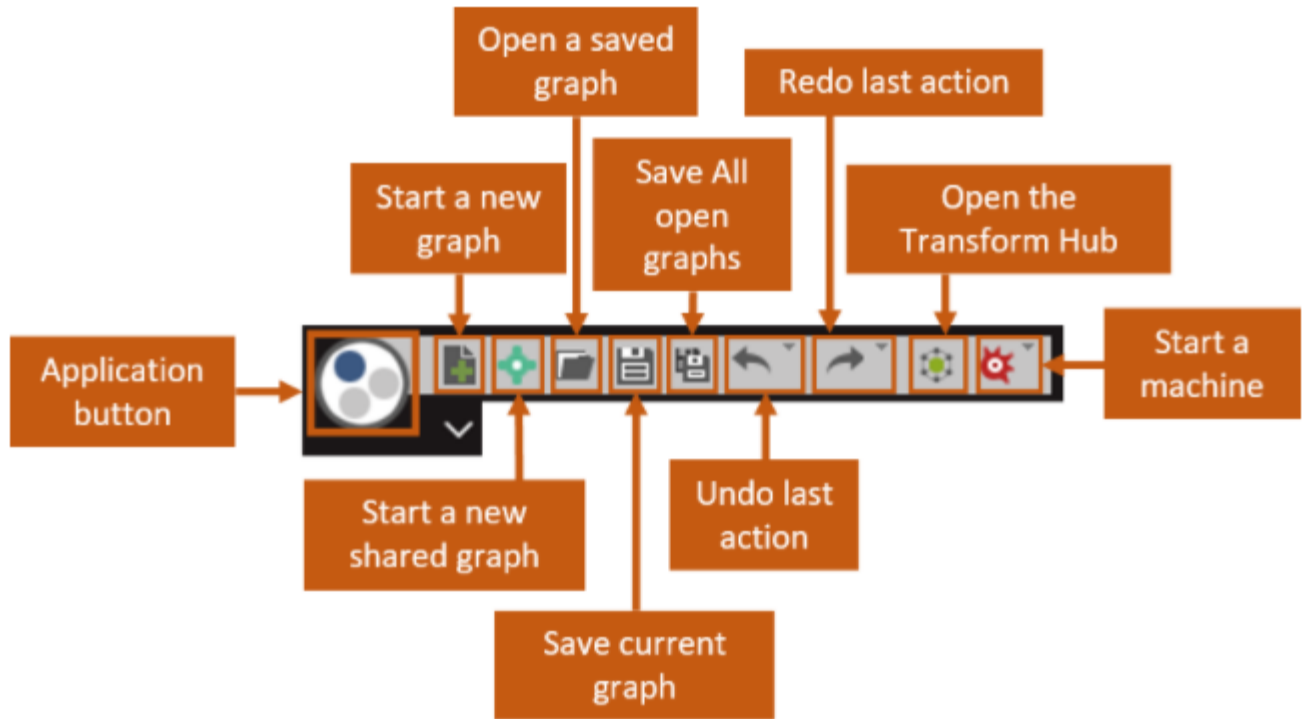 Open a saved
graph
Redo last action
Save All
open
graphs
Start a new
graph
Open the
Transform Hub
Application
button
Start a
machine
Start a new
shared graph
Undo last
action
Save current
graph